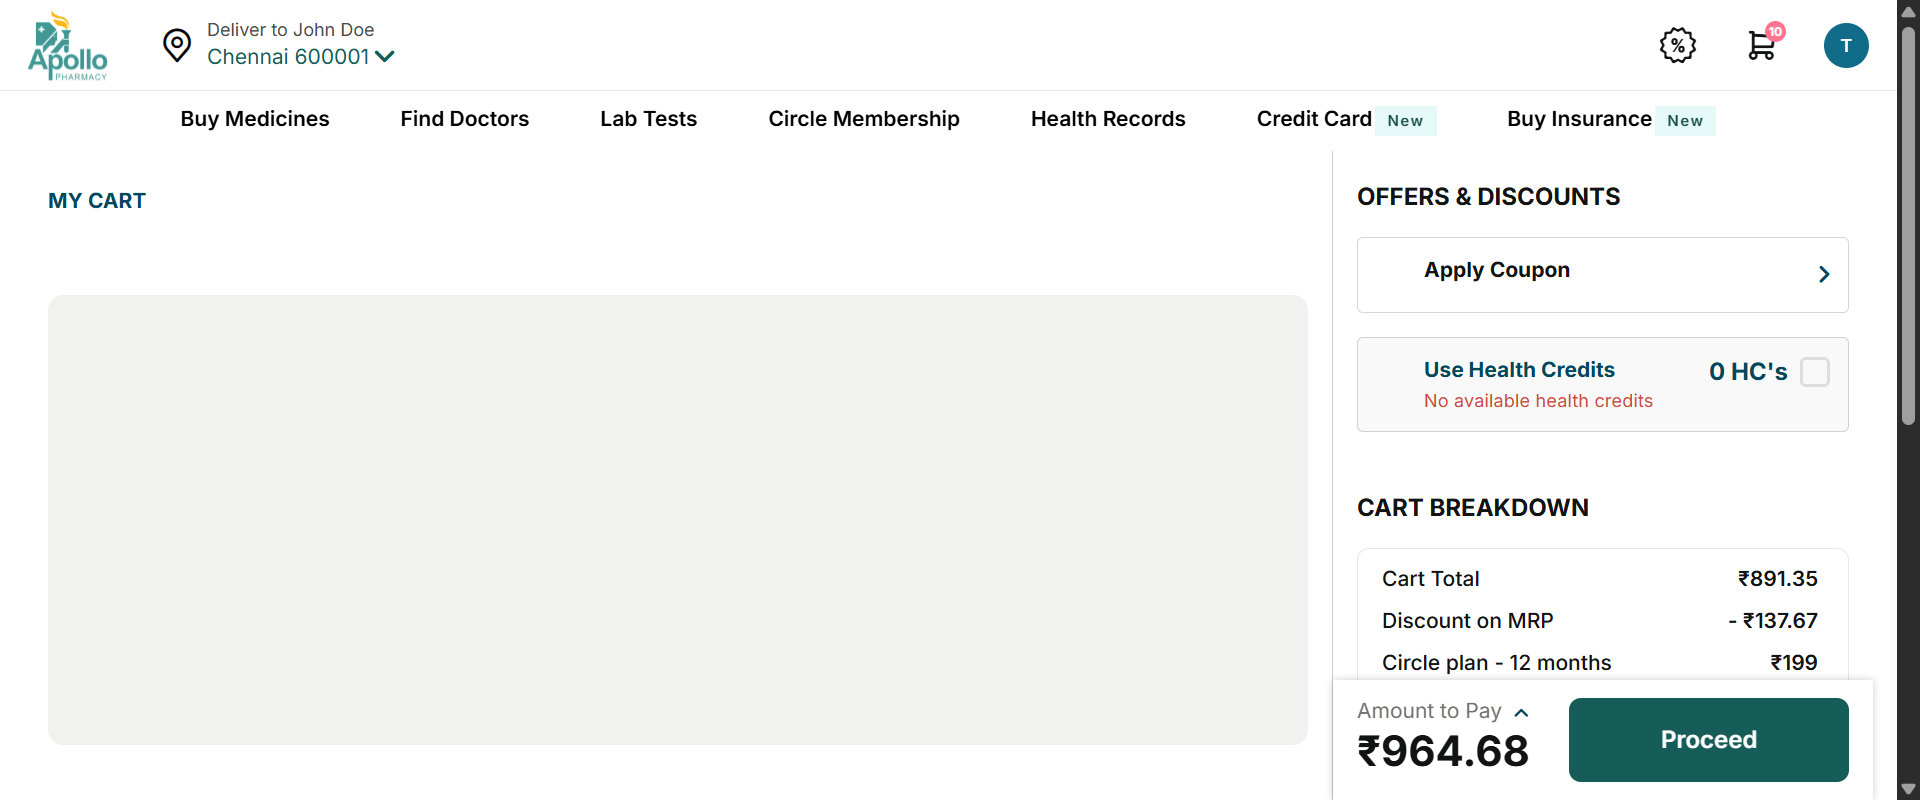 Apollo
PHARMACY
Deliver to John Doe
Chennai 600001
%
10
T
Buy Medicines
Find Doctors
Lab Tests
Circle Membership
Health Records
Credit Card New
Buy Insurance New
MY CART
OFFERS & DISCOUNTS
Apply Coupon
Use Health Credits
0 HC's
No available health credits
CART BREAKDOWN
Cart Total ₹891.35
Discount on MRP - ₹137.67
Circle plan - 12 months ₹199
Amount to Pay
₹964.68
Proceed